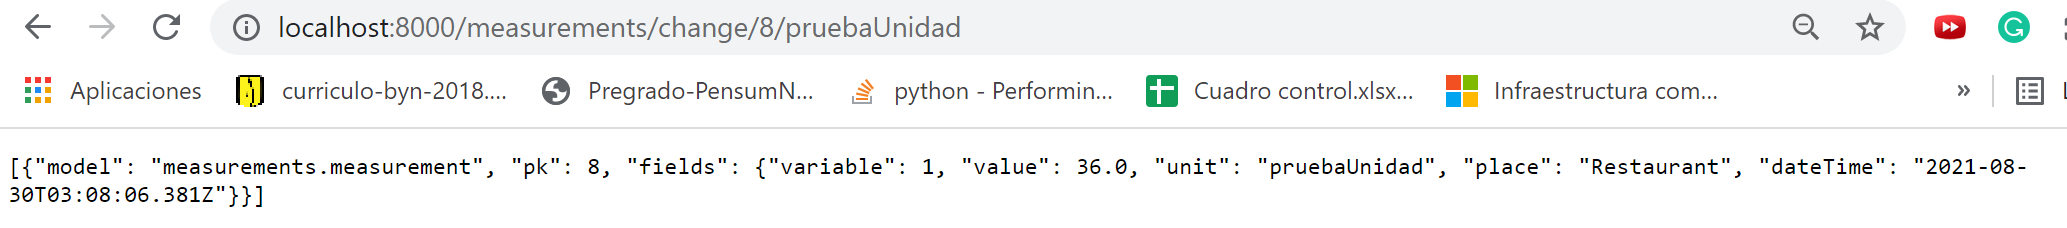 localhost:8000/measurements/change/8/pruebaUnidad
Aplicaciones curriculo-byn-2018.... Pregrado-PensumN... python - Performin... Cuadro control.xlsx... Infraestructura com... »
[{"model": "measurements.measurement", "pk": 8, "fields": {"variable": 1, "value": 36.0, "unit": "pruebaUnidad", "place": "Restaurant", "dateTime": "2021-08-
30T03:08:06.381Z"}}]